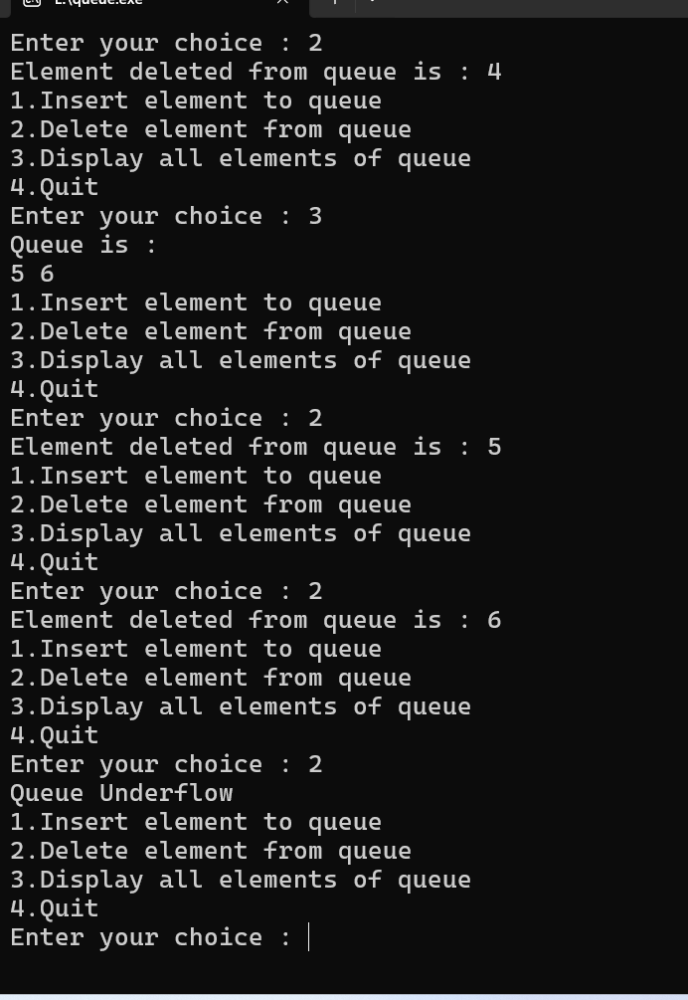 Enter your choice : 2
Element deleted from queue is : 4
1.Insert element to queue
2.Delete element from queue
3.Display all elements of queue
4.Quit
Enter your choice : 3
Queue is :
5 6
1.Insert element to queue
2.Delete element from queue
3.Display all elements of queue
4.Quit
Enter your choice : 2
Element deleted from queue is : 5
1.Insert element to queue
2.Delete element from queue
3.Display all elements of queue
4.Quit
Enter your choice : 2
Element deleted from queue is : 6
1.Insert element to queue
2.Delete element from queue
3.Display all elements of queue
4.Quit
Enter your choice : 2
Queue Underflow
1.Insert element to queue
2.Delete element from queue
3.Display all elements of queue
4.Quit
Enter your choice :